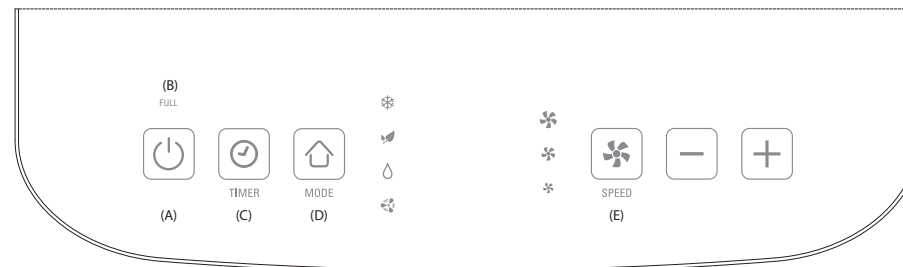 (B)
FULL
TIMER
MODE
SPEED
(A)
(C)
(D)
(E)